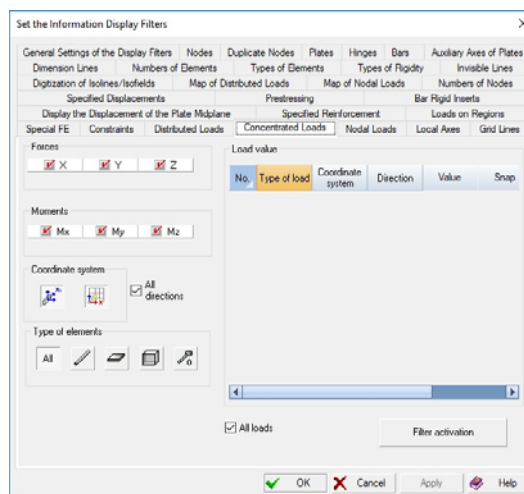 Set the Information Display Filters
General Settings of the Display Filters Nodes Duplicate Nodes Plates Hinges Bars Auxiliary Axes of Plates
Dimension Lines Numbers of Elements Types of Elements Types of Rigidity Invisible Lines
Digitization of Isolines/Isofields Map of Distributed Loads Map of Nodal Loads Numbers of Nodes
Specified Displacements Prestressing Bar Rigid Inserts
Display the Displacement of the Plate Midplane Specified Reinforcement Loads on Regions
Special FE Constraints Distributed Loads Concentrated Loads Nodal Loads Local Axes Grid Lines
Forces
X Y Z
Moments
Mx My Mz
Coordinate system
All directions
Type of elements
All
Load value
No. Type of load Coordinate system Direction Value Snap
All loads
Filter activation
OK Cancel Apply Help